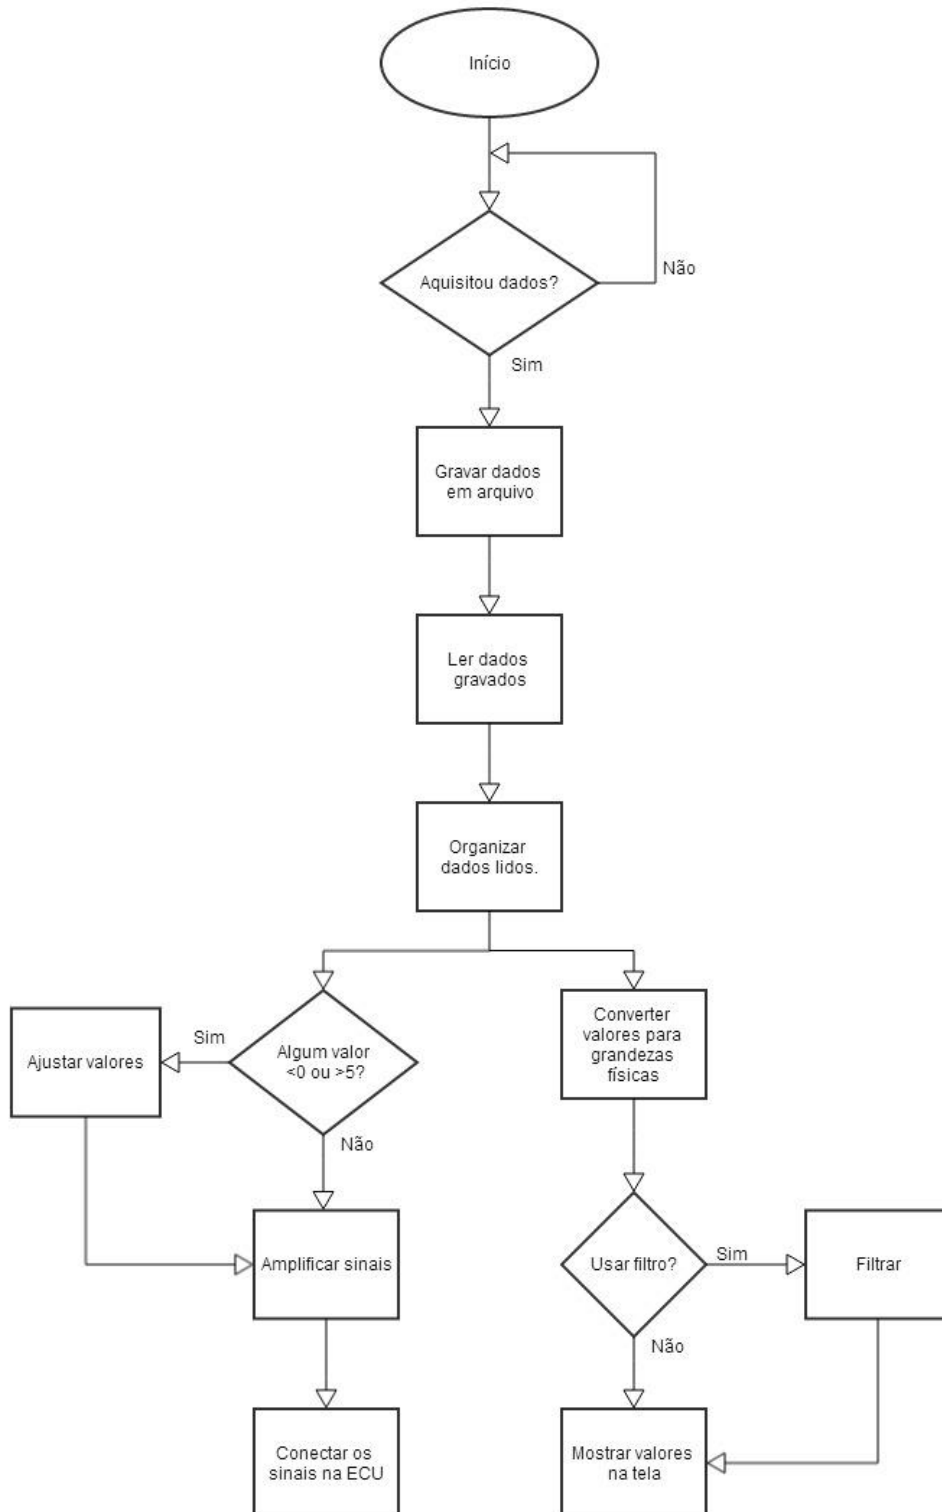 Início
Aquisitou dados?
Não
Sim
Gravar dados
em arquivo
Ler dados
gravados
Organizar
dados lidos.
Ajustar valores
Sim
Algum valor
<0 ou >5?
Não
Converter
valores para
grandezas
físicas
Amplificar sinais
Usar filtro?
Sim
Filtrar
Não
Conectar os
sinais na ECU
Mostrar valores
na tela